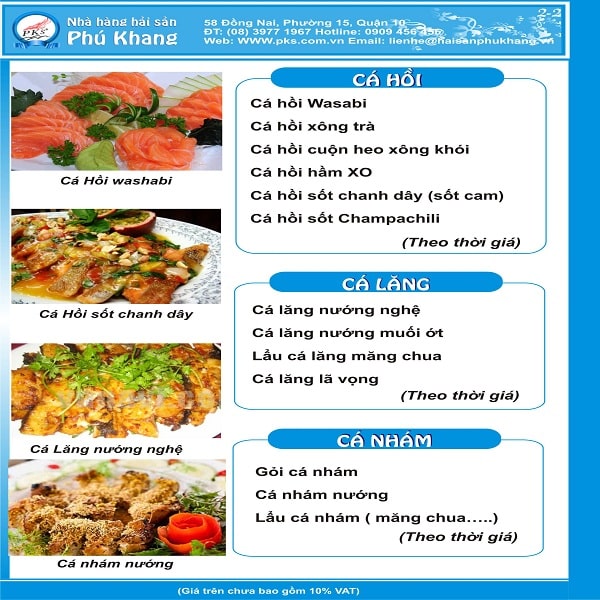 PKS
Nhà hàng hải sản
Phú Khang
58 Đồng Nai, Phường 15, Quận 10
ĐT: (08) 3977 1967 Hotline: 0909 456 456
Web: WWW.pks.com.vn Email: lienhe@haisanphukhang.vn
2-2
CÁ HỒI
Cá hồi Wasabi
Cá hồi xông trà
Cá hồi cuộn heo xông khói
Cá hồi hầm XO
Cá hồi sốt chanh dây (sốt cam)
Cá hồi sốt Champachili
(Theo thời giá)
Cá Hồi washabi
Cá Hồi sốt chanh dây
CÁ LĂNG
Cá lăng nướng nghệ
Cá lăng nướng muối ớt
Lẩu cá lăng măng chua
Cá lăng lã vọng
(Theo thời giá)
Cá Lăng nướng nghệ
CÁ NHÁM
Gỏi cá nhám
Cá nhám nướng
Lẩu cá nhám ( măng chua…..)
(Theo thời giá)
Cá nhám nướng
(Giá trên chưa bao gồm 10% VAT)